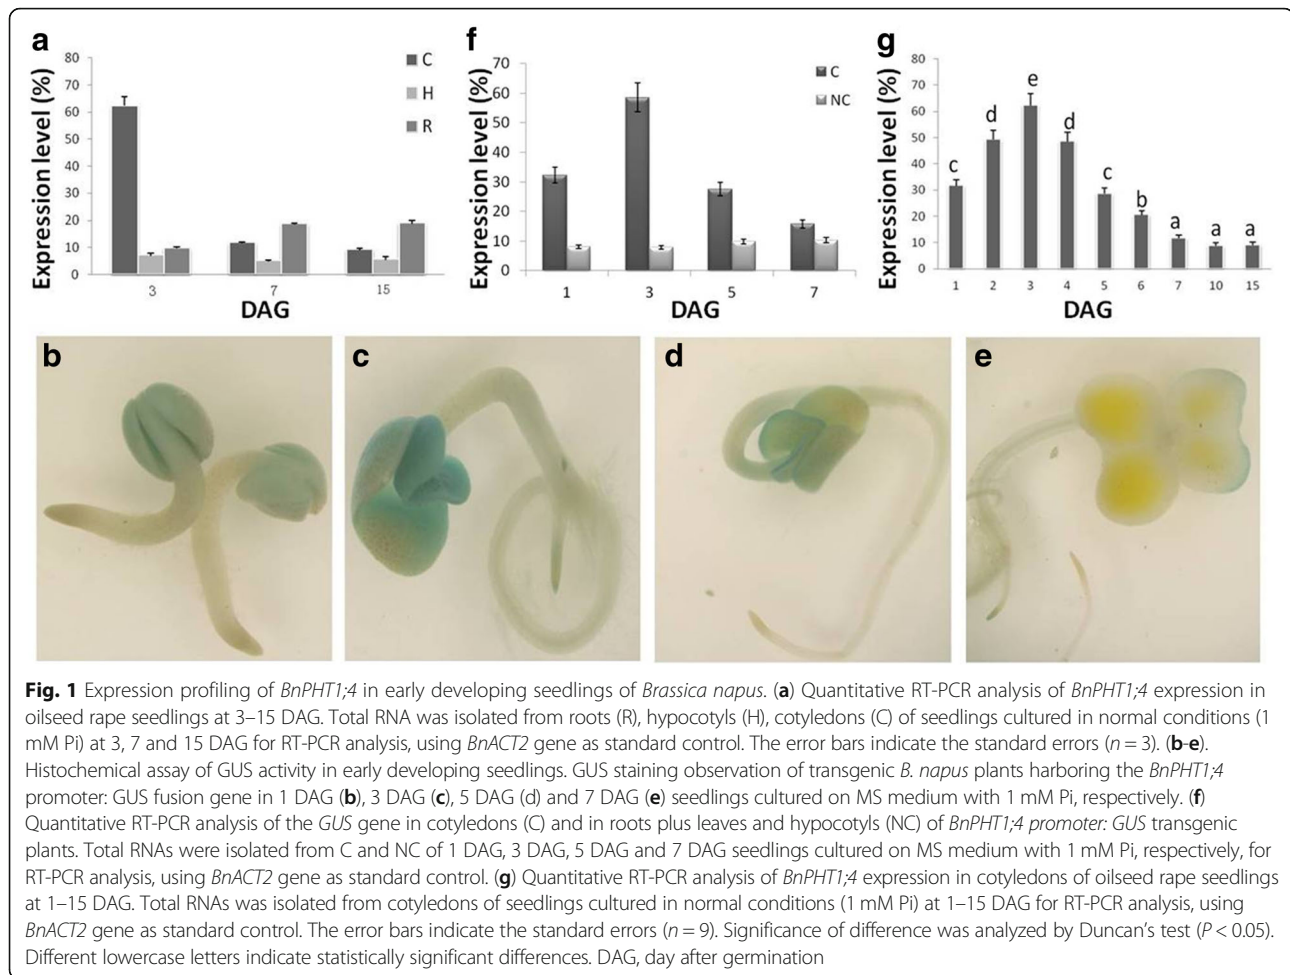 a
80
70
60
50
40
30
20
10
0
Expression level (%)
3 7 15
DAG
C
H
R
f
70
60
50
40
30
20
10
0
Expression level (%)
1 3 5 7
DAG
C
NC
g
80
70
60
50
40
30
20
10
0
Expression level (%)
c d e d c b a a a
1 2 3 4 5 6 7 10 15
DAG
b c d e
Fig. 1 Expression profiling of BnPHT1;4 in early developing seedlings of Brassica napus. (a) Quantitative RT-PCR analysis of BnPHT1;4 expression in
oilseed rape seedlings at 3–15 DAG. Total RNA was isolated from roots (R), hypocotyls (H), cotyledons (C) of seedlings cultured in normal conditions (1
mM Pi) at 3, 7 and 15 DAG for RT-PCR analysis, using BnACT2 gene as standard control. The error bars indicate the standard errors (n = 3). (b-e).
Histochemical assay of GUS activity in early developing seedlings. GUS staining observation of transgenic B. napus plants harboring the BnPHT1;4
promoter: GUS fusion gene in 1 DAG (b), 3 DAG (c), 5 DAG (d) and 7 DAG (e) seedlings cultured on MS medium with 1 mM Pi, respectively. (f)
Quantitative RT-PCR analysis of the GUS gene in cotyledons (C) and in roots plus leaves and hypocotyls (NC) of BnPHT1;4 promoter: GUS transgenic
plants. Total RNAs were isolated from C and NC of 1 DAG, 3 DAG, 5 DAG and 7 DAG seedlings cultured on MS medium with 1 mM Pi, respectively, for
RT-PCR analysis, using BnACT2 gene as standard control. (g) Quantitative RT-PCR analysis of BnPHT1;4 expression in cotyledons of oilseed rape seedlings
at 1–15 DAG. Total RNAs was isolated from cotyledons of seedlings cultured in normal conditions (1 mM Pi) at 1–15 DAG for RT-PCR analysis, using
BnACT2 gene as standard control. The error bars indicate the standard errors (n = 9). Significance of difference was analyzed by Duncan's test (P < 0.05).
Different lowercase letters indicate statistically significant differences. DAG, day after germination